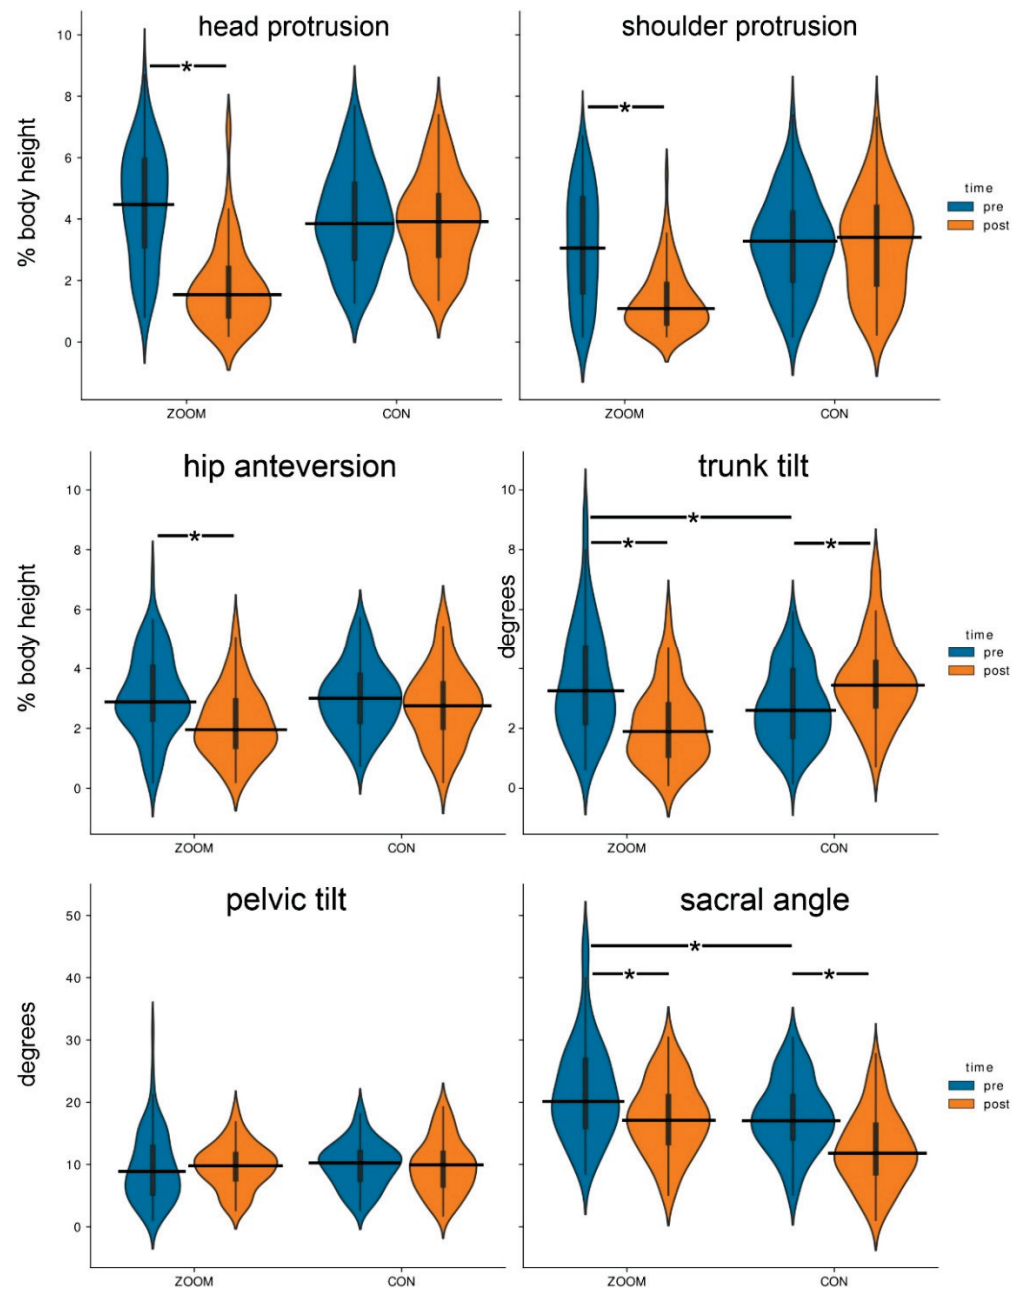 head protrusion
shoulder protrusion
% body height
10
8
6
4
2
0
*
*
ZOOM
CON
ZOOM
CON
time
pre
post
hip anteversion
trunk tilt
% body height
10
8
6
4
2
0
*
degrees
10
8
6
4
2
0
*
*
*
ZOOM
CON
ZOOM
CON
time
pre
post
pelvic tilt
sacral angle
degrees
50
40
30
20
10
0
*
*
*
ZOOM
CON
ZOOM
CON
time
pre
post